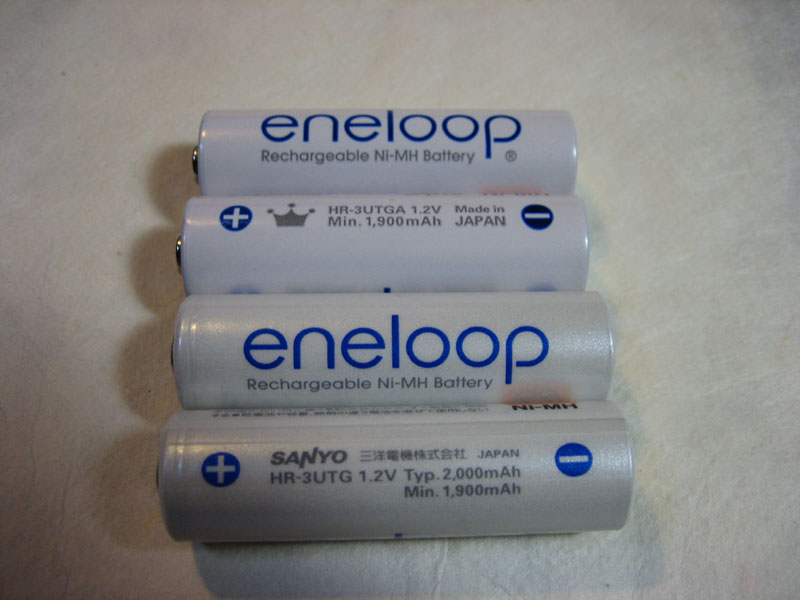 eneloop
Rechargeable Ni-MH Battery ®
HR-3UTGA 1.2V Made in
Min. 1,900mAh JAPAN
eneloop
Rechargeable Ni-MH Battery
Ni-MH
SANYO 三洋電機株式会社 JAPAN
HR-3UTG 1.2V Typ. 2,000mAh
Min. 1,900mAh